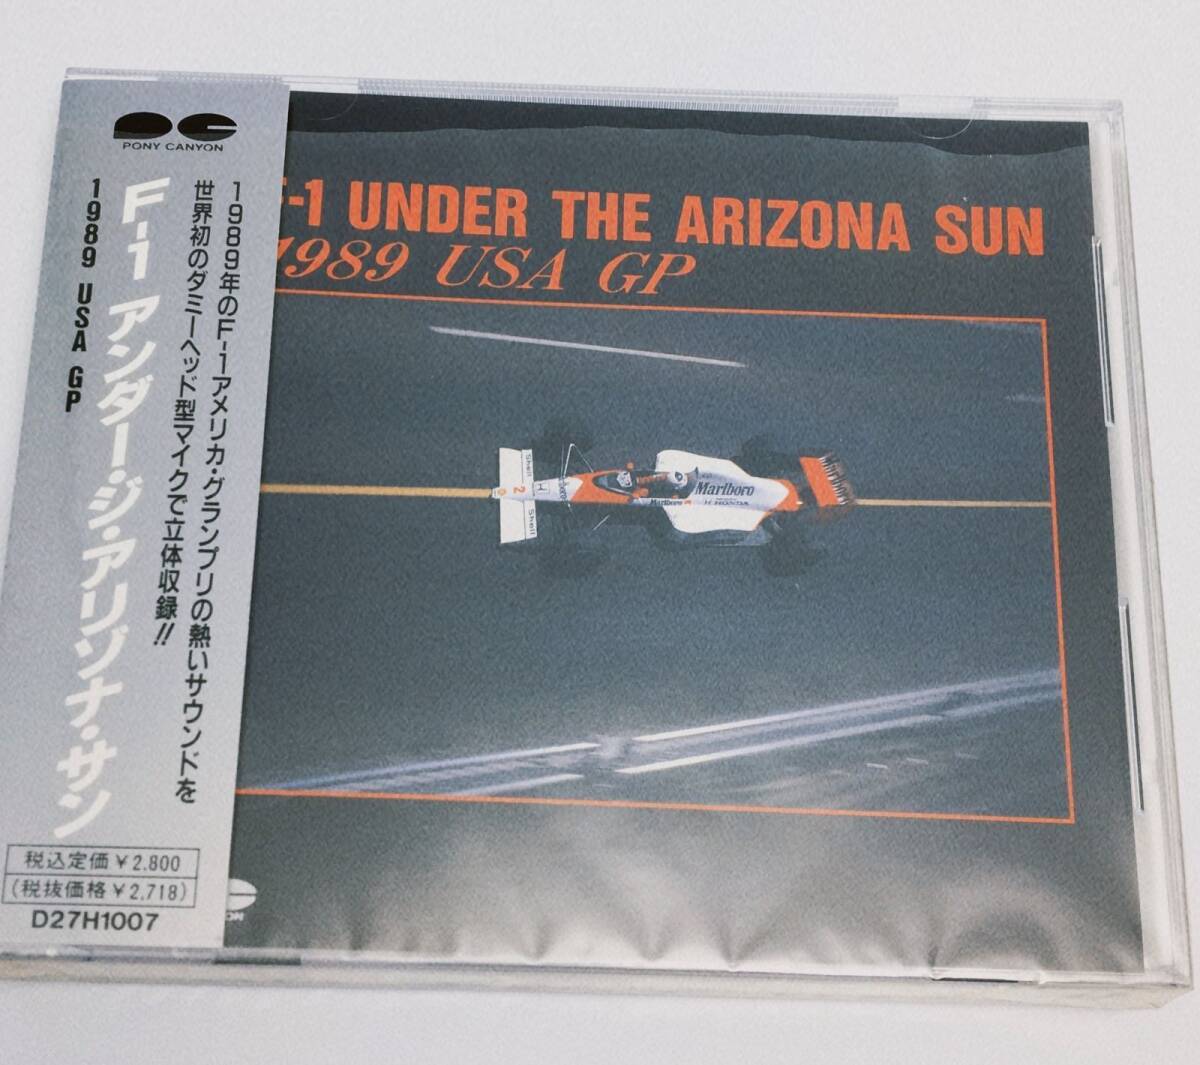 PONY CANYON
1989年のF-1アメリカ・グランプリの熱いサウンドを
世界初のダミーヘッド型マイクで立体収録!!
F-1 アンダー・ジ・アリゾナ・サン
1989 USA GP
税込定価￥2,800
(税抜価格￥2,718)
D27H1007
F-1 UNDER THE ARIZONA SUN
1989 USA GP
Shell
2
Shell
Marlboro
Marlboro
HONDA